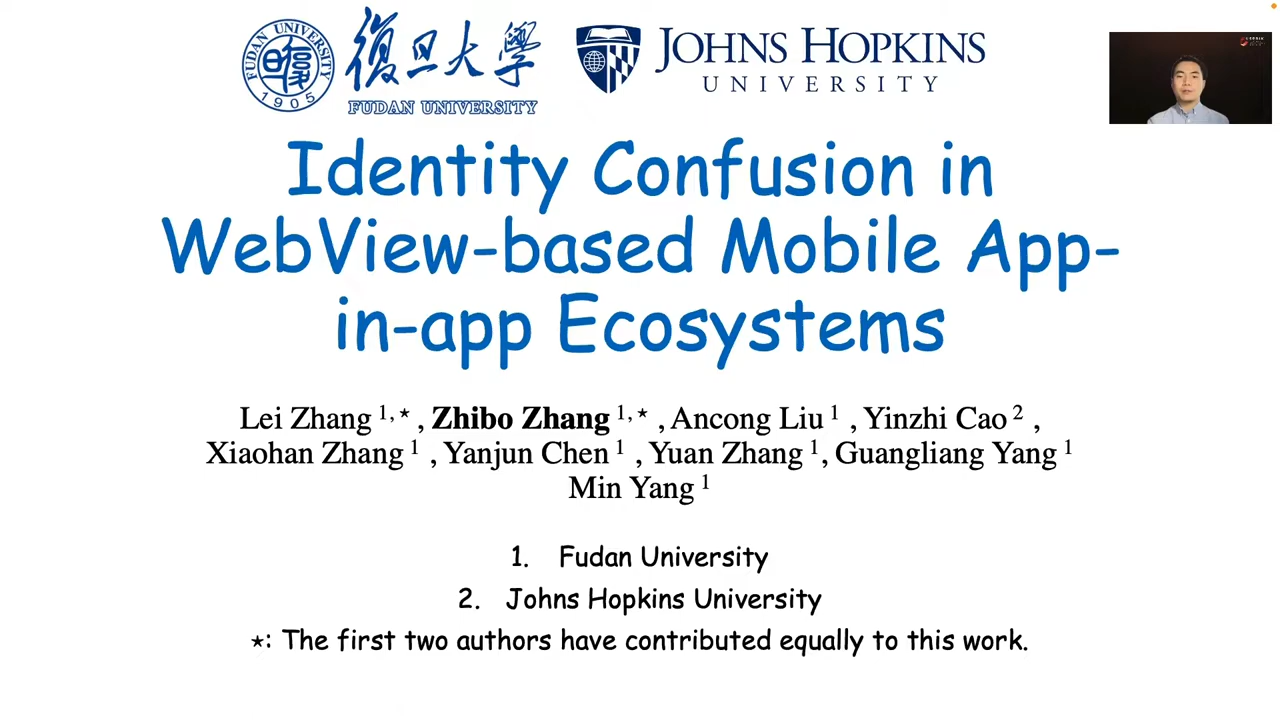 FUDAN UNIVERSITY
1905
復旦大學
FUDAN UNIVERSITY
JOHNS HOPKINS
UNIVERSITY
Identity Confusion in
WebView-based Mobile App-
in-app Ecosystems
Lei Zhang 1,⋆ , Zhibo Zhang 1,⋆ , Ancong Liu 1 , Yinzhi Cao 2 ,
Xiaohan Zhang 1 , Yanjun Chen 1 , Yuan Zhang 1, Guangliang Yang 1
Min Yang 1
1. Fudan University
2. Johns Hopkins University
⋆: The first two authors have contributed equally to this work.